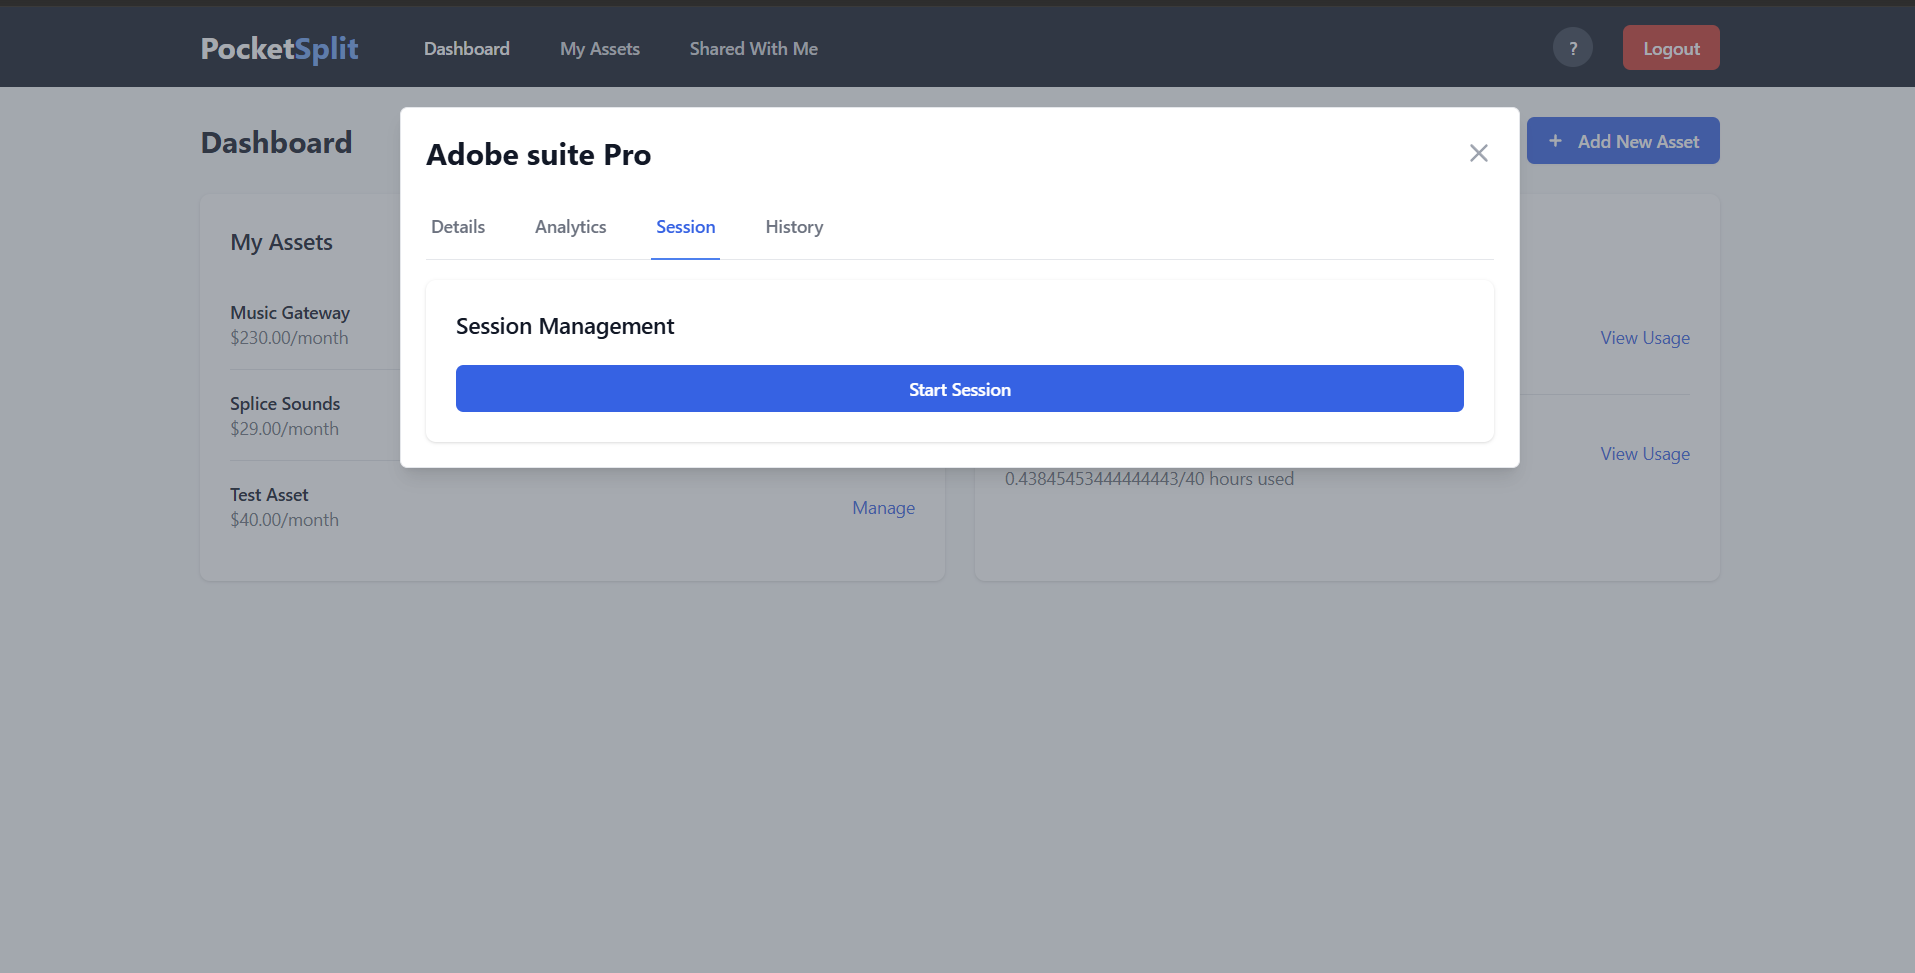 PocketSplit
Dashboard
My Assets
Shared With Me
?
Logout
Dashboard
+ Add New Asset
Adobe suite Pro
Details
Analytics
Session
History
Session Management
Start Session
My Assets
Music Gateway
$230.00/month
Splice Sounds
$29.00/month
Test Asset
$40.00/month
Manage
View Usage
View Usage
0.43845453444444443/40 hours used